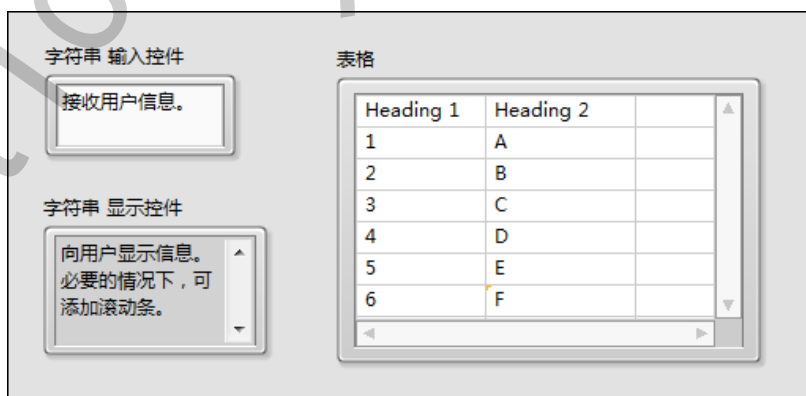 字符串 输入控件
接收用户信息。
字符串 显示控件
向用户显示信息。
必要的情况下，可
添加滚动条。
表格
Heading 1 Heading 2
1 A
2 B
3 C
4 D
5 E
6 F